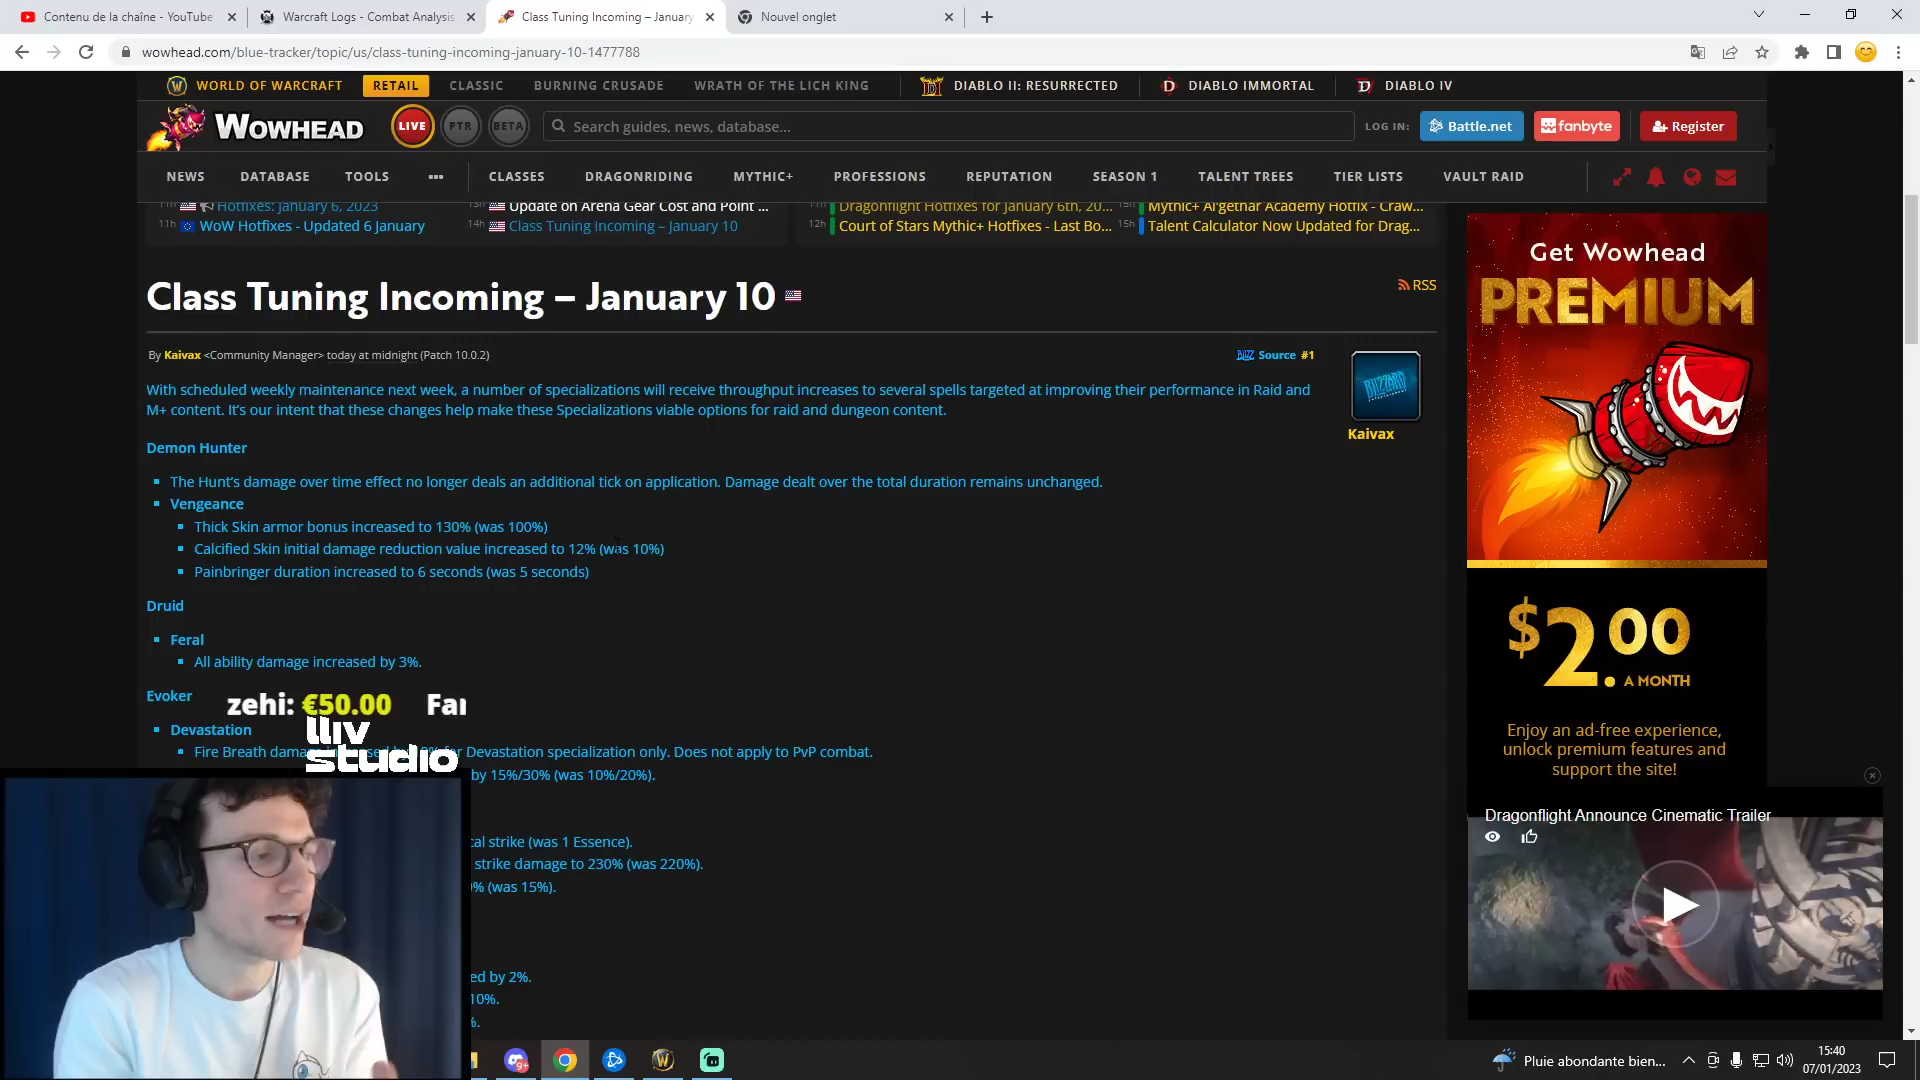 Contenu de la chaîne - YouTube
Warcraft Logs - Combat Analysis
Class Tuning Incoming – January
Nouvel onglet
wowhead.com/blue-tracker/topic/us/class-tuning-incoming-january-10-1477788
WORLD OF WARCRAFT RETAIL CLASSIC BURNING CRUSADE WRATH OF THE LICH KING DIABLO II: RESURRECTED DIABLO IMMORTAL DIABLO IV
WOWHEAD LIVE PTR BETA Search guides, news, database... LOG IN: Battle.net fanbyte Register
NEWS DATABASE TOOLS ••• CLASSES DRAGONRIDING MYTHIC+ PROFESSIONS REPUTATION SEASON 1 TALENT TREES TIER LISTS VAULT RAID
11h Hotfixes: January 6, 2023 Update on Arena Gear Cost and Point ... Dragonflight Hotfixes for January 6th, 20... Mythic+ Al'gethar Academy Hotfix - Craw...
11h WoW Hotfixes - Updated 6 January 14h Class Tuning Incoming – January 10 12h Court of Stars Mythic+ Hotfixes - Last Bo... 15h Talent Calculator Now Updated for Drag...
Class Tuning Incoming – January 10
RSS
By Kaivax <Community Manager> today at midnight (Patch 10.0.2)
BLIZ Source #1
BLIZZARD
Kaivax
With scheduled weekly maintenance next week, a number of specializations will receive throughput increases to several spells targeted at improving their performance in Raid and
M+ content. It's our intent that these changes help make these Specializations viable options for raid and dungeon content.
Demon Hunter
The Hunt's damage over time effect no longer deals an additional tick on application. Damage dealt over the total duration remains unchanged.
Vengeance
Thick Skin armor bonus increased to 130% (was 100%)
Calcified Skin initial damage reduction value increased to 12% (was 10%)
Painbringer duration increased to 6 seconds (was 5 seconds)
Druid
Feral
All ability damage increased by 3%.
Evoker
zehi: €50.00 Far
lliv
studio
Devastation
Fire Breath dama Devastation specialization only. Does not apply to PvP combat.
by 15%/30% (was 10%/20%).
cal strike (was 1 Essence).
strike damage to 230% (was 220%).
% (was 15%).
ed by 2%.
10%.
%.
Get Wowhead
PREMIUM
$2.00
A MONTH
Enjoy an ad-free experience,
unlock premium features and
support the site!
Dragonflight Announce Cinematic Trailer
9+
Pluie abondante bien...
15:40
07/01/2023